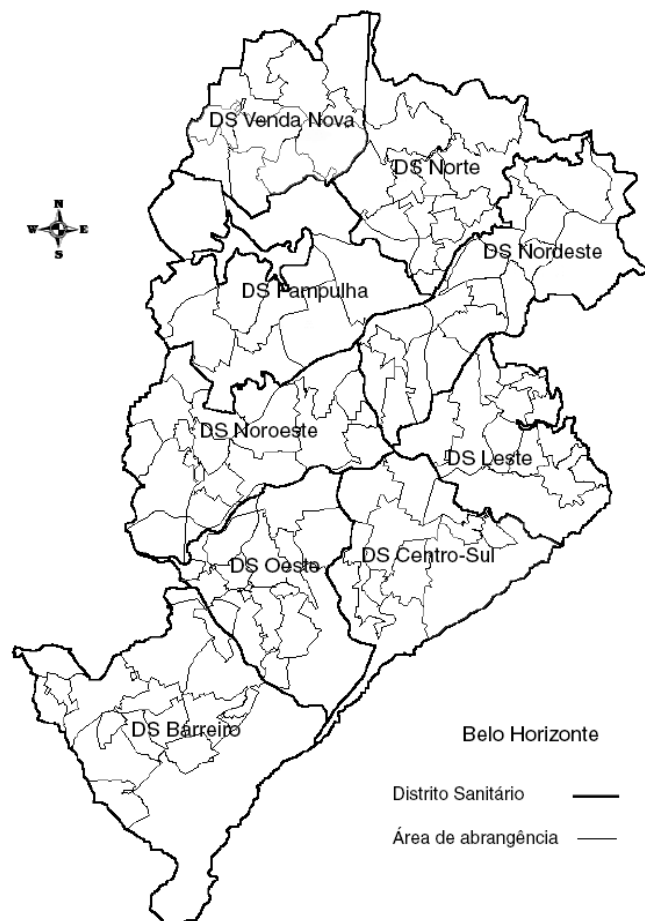 DS Venda Nova
DS Norte
N
W E
S
DS Nordeste
DS Pampulha
DS Noroeste
DS Leste
DS Centro-Sul
DS Oeste
DS Barreiro
Belo Horizonte
Distrito Sanitário
Área de abrangência